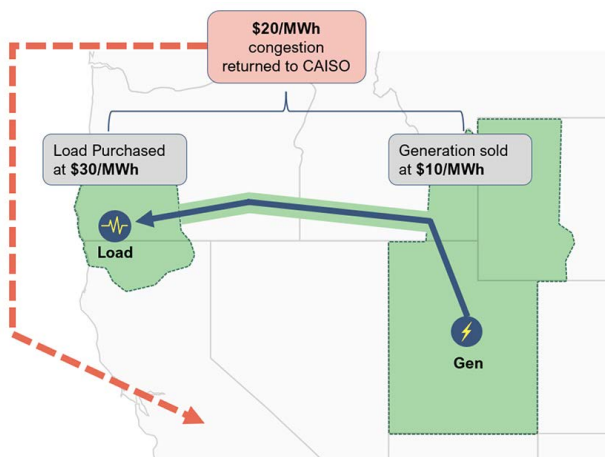 $20/MWh
congestion
returned to CAISO
Load Purchased
at $30/MWh
Generation sold
at $10/MWh
Load
Gen